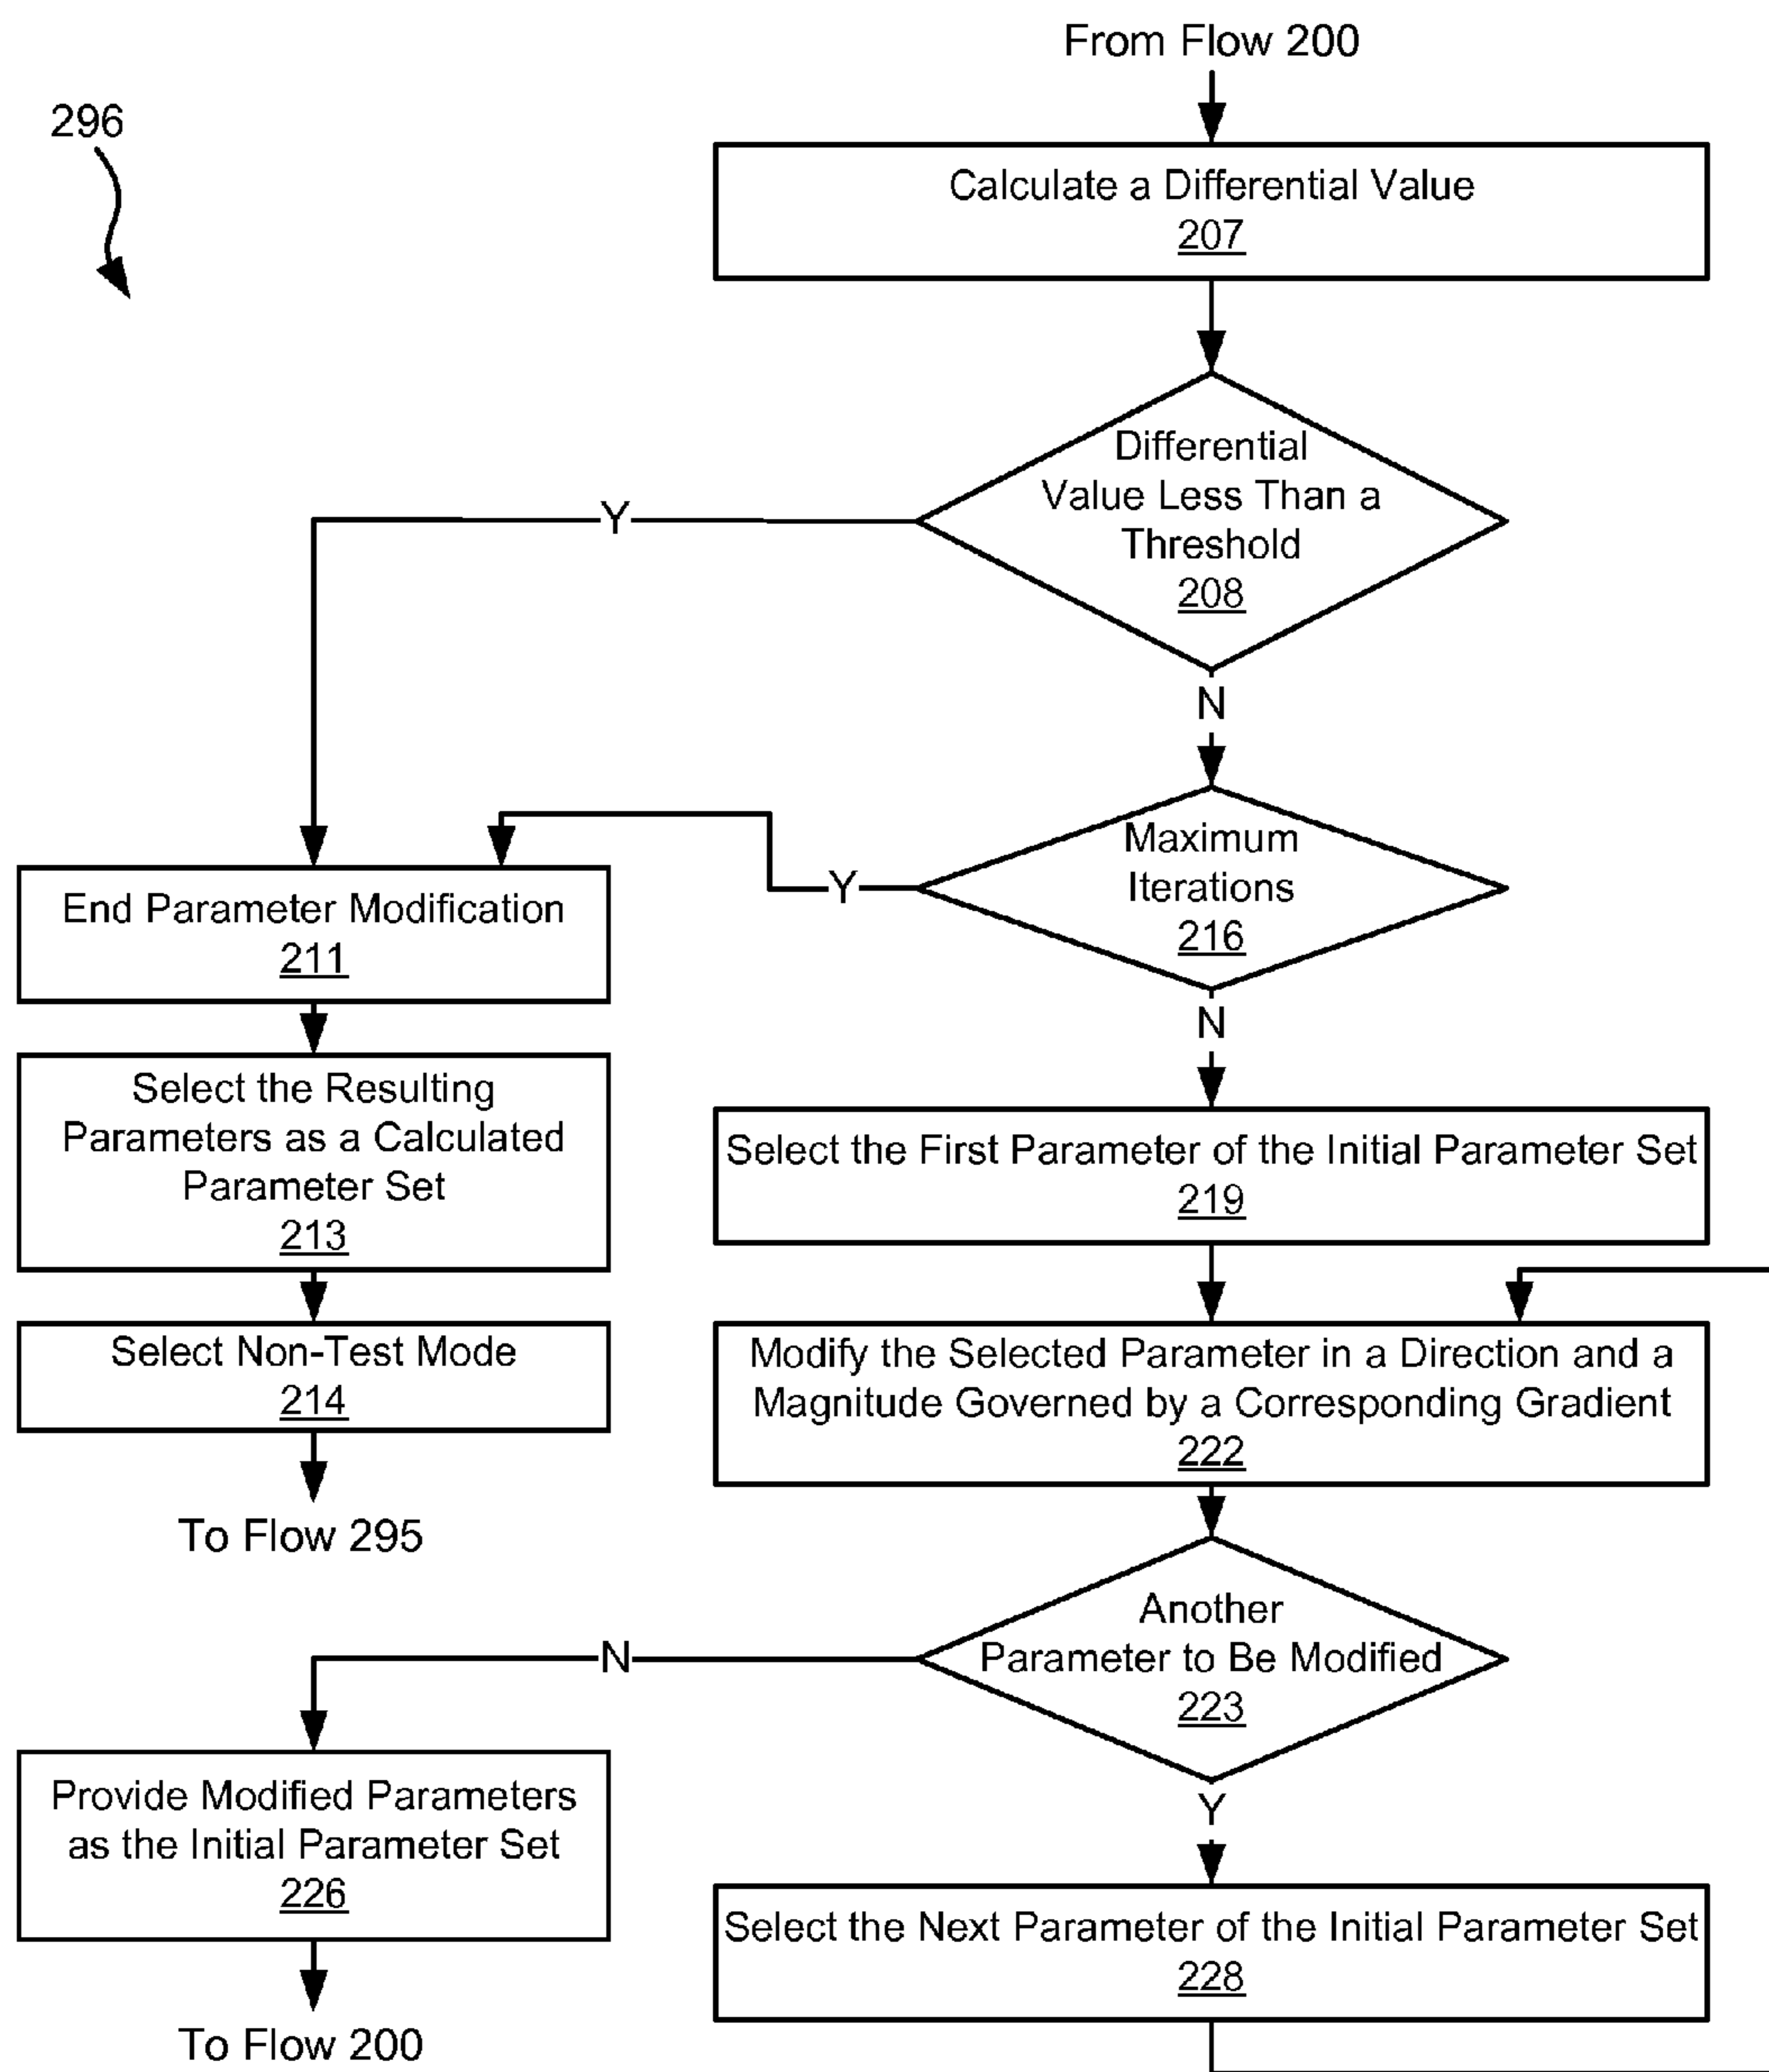 From Flow 200
296
Calculate a Differential Value
207
Differential
Value Less Than a
Threshold
208
Y
N
Maximum
Iterations
216
Y
N
End Parameter Modification
211
Select the Resulting
Parameters as a Calculated
Parameter Set
213
Select Non-Test Mode
214
To Flow 295
Select the First Parameter of the Initial Parameter Set
219
Modify the Selected Parameter in a Direction and a
Magnitude Governed by a Corresponding Gradient
222
Another
Parameter to Be Modified
223
N
Y
Provide Modified Parameters
as the Initial Parameter Set
226
To Flow 200
Select the Next Parameter of the Initial Parameter Set
228